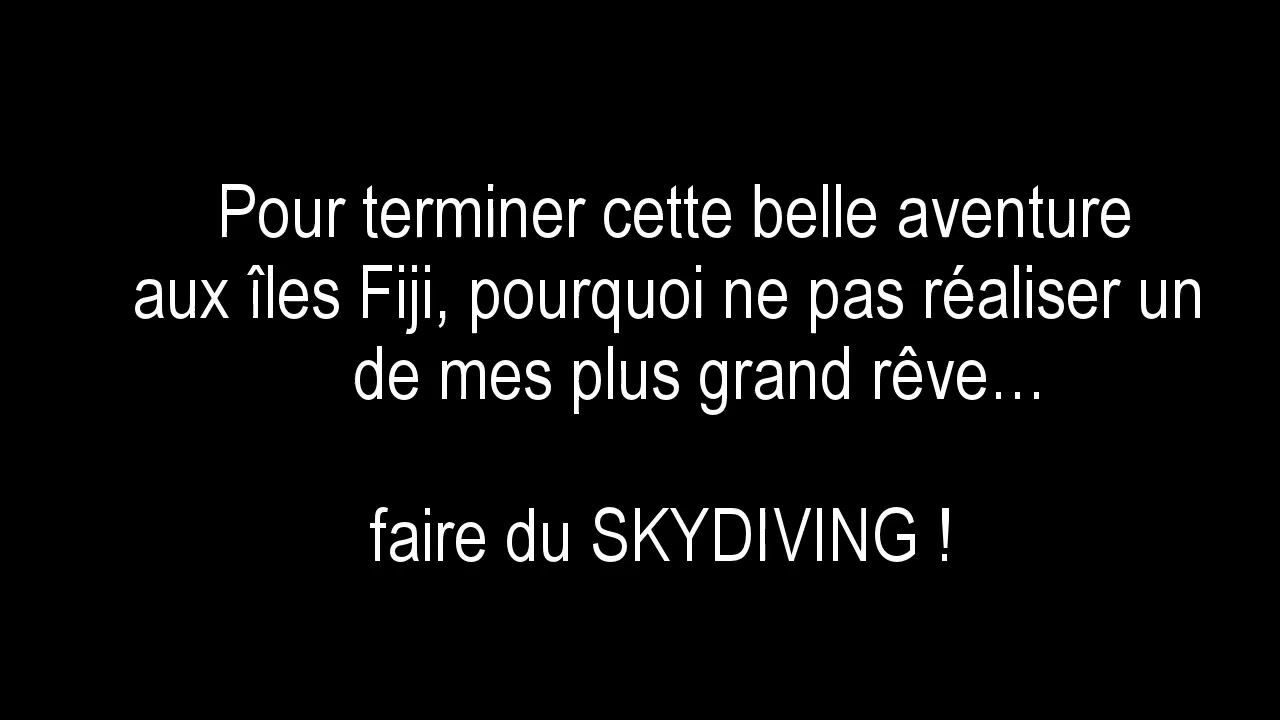 Pour terminer cette belle aventure
aux îles Fiji, pourquoi ne pas réaliser un
de mes plus grand rêve...
faire du SKYDIVING !